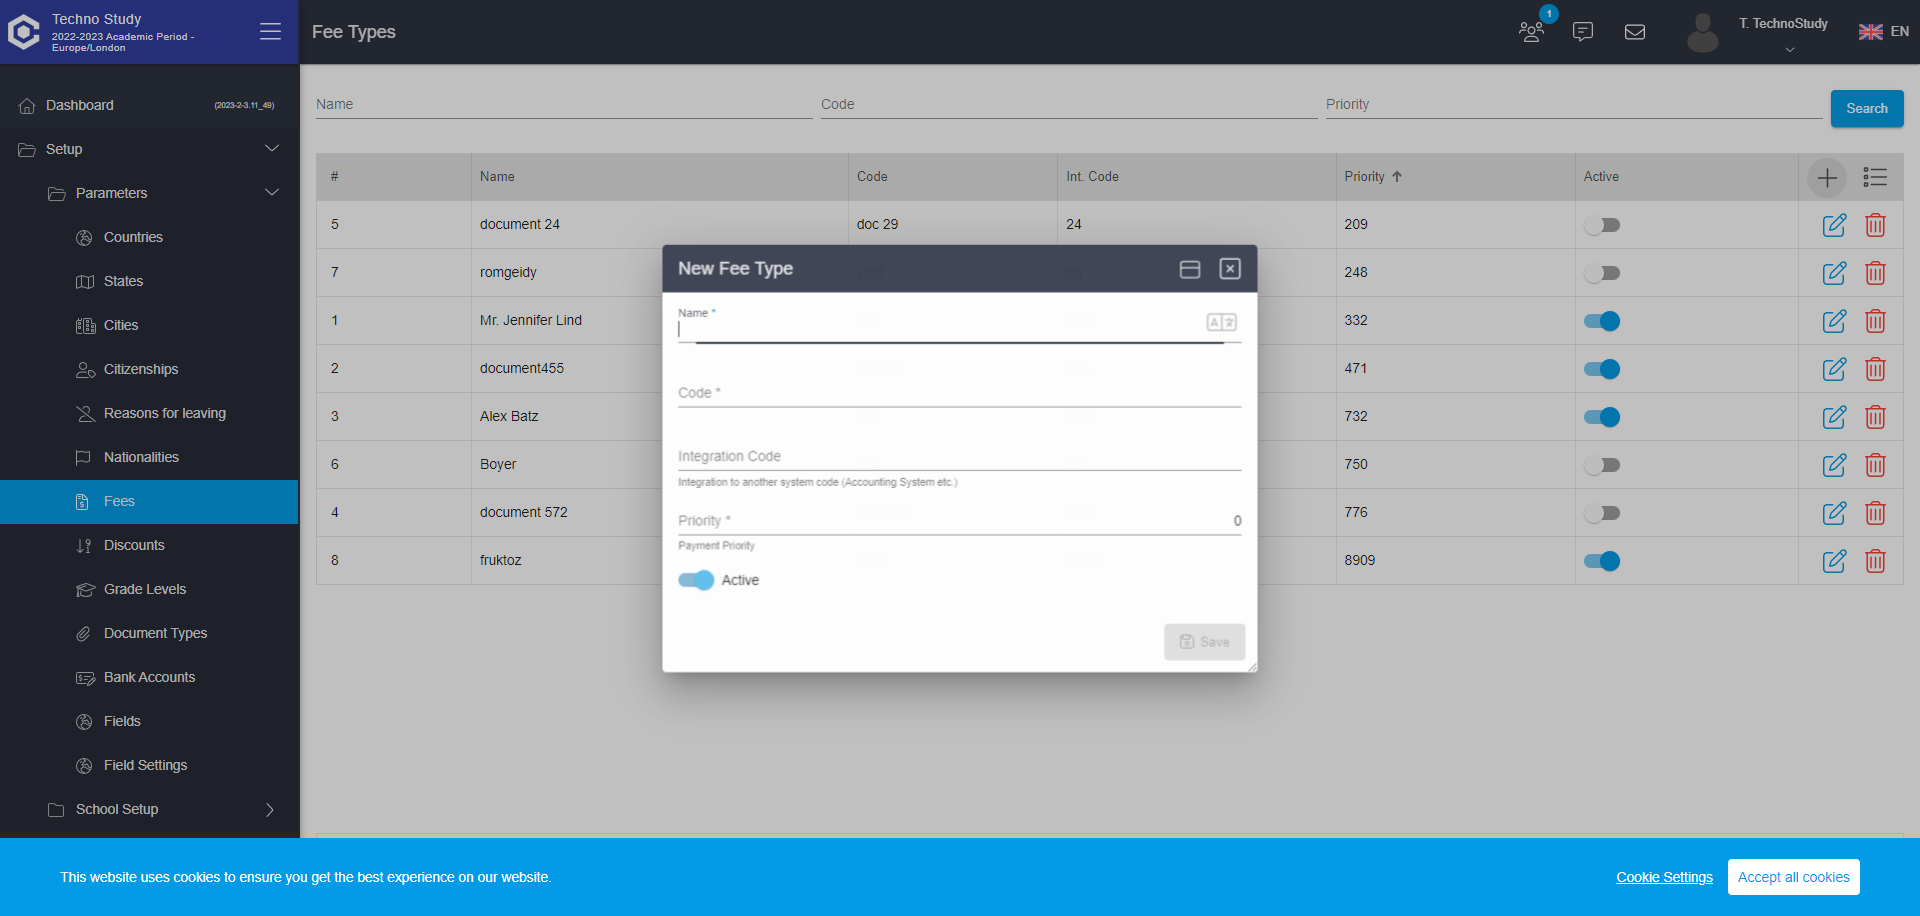 Techno Study
2022-2023 Academic Period -
Europe/London
Fee Types
1
T. TechnoStudy
EN
Dashboard
(2023-2-3.11_49)
Setup
Parameters
Countries
States
Cities
Citizenships
Reasons for leaving
Nationalities
Fees
Discounts
Grade Levels
Document Types
Bank Accounts
Fields
Field Settings
School Setup
Name
Code
Priority
Search
# Name Code Int. Code Priority Active
5 document 24 doc 29 24 209
7 romgeidy 248
1 Mr. Jennifer Lind 332
2 document455 471
3 Alex Batz 732
6 Boyer 750
4 document 572 776
8 fruktoz 8909
New Fee Type
Name *
Code *
Integration Code
Integration to another system code (Accounting System etc.)
Priority * 0
Payment Priority
Active
Save
This website uses cookies to ensure you get the best experience on our website.
Cookie Settings
Accept all cookies